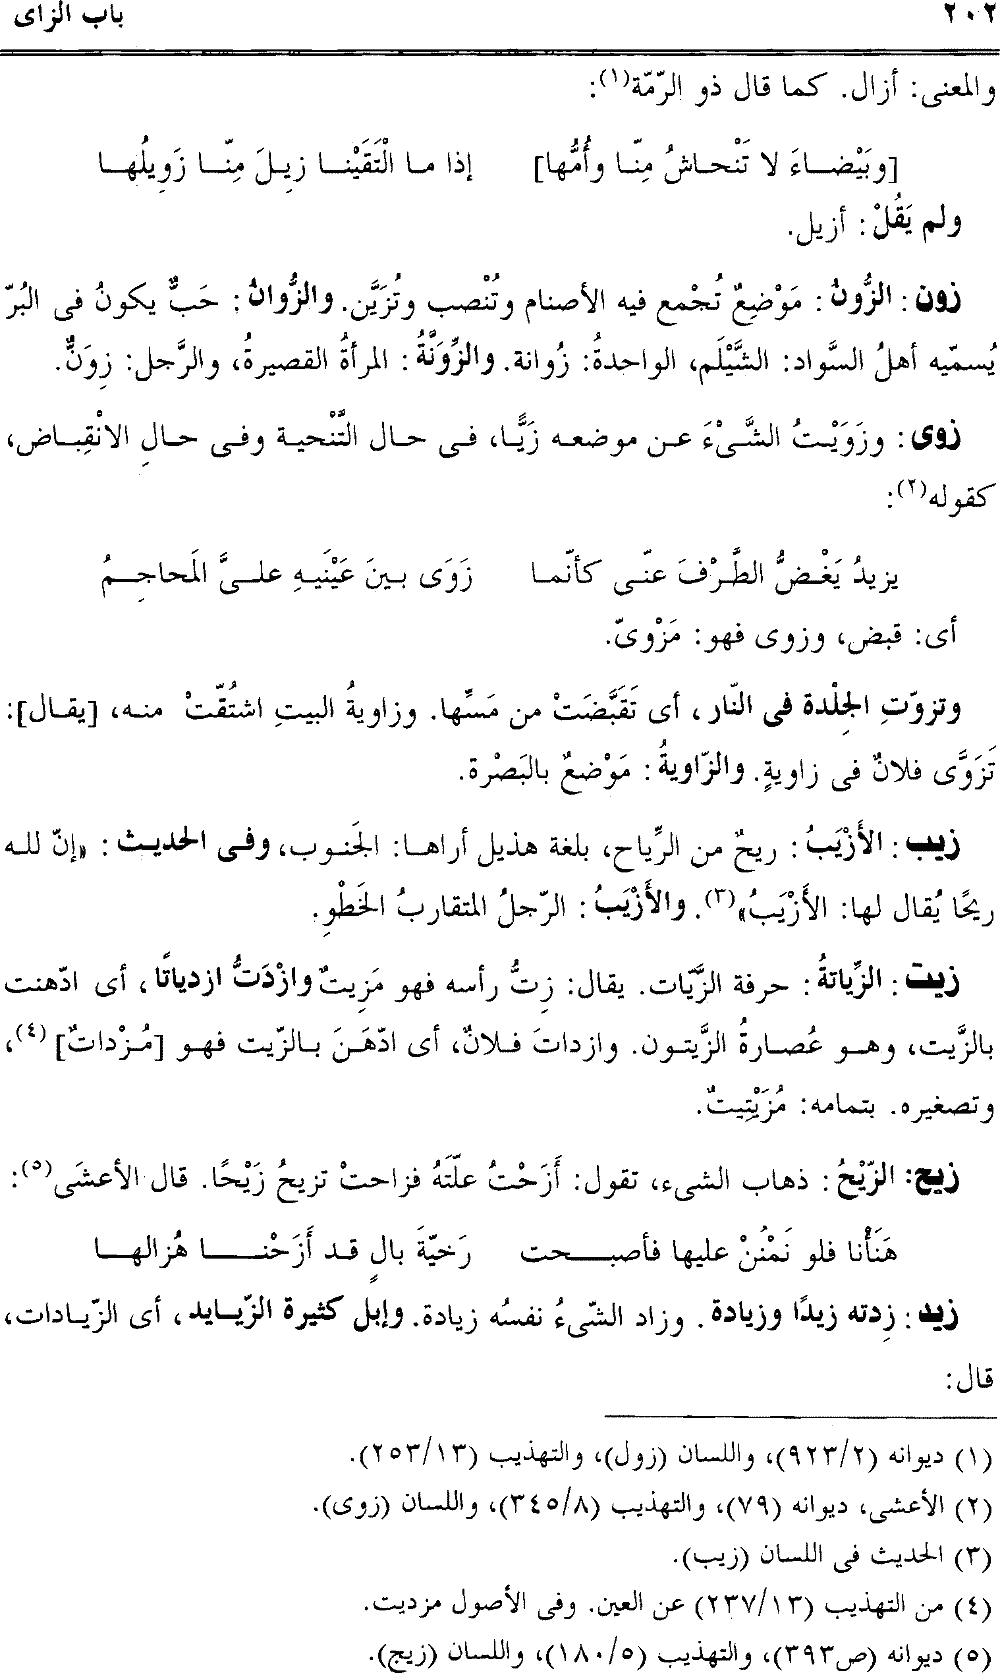 ٢٠٢ باب الزاى
والمعنى: أزال. كما قال ذو الرّمّة(١):
[وبَيْضاءَ لا تَنْحاشُ مِنّا وأُمُّها] إذا ما الْتَقَيْنا زِيلَ مِنّا زَوِيلُها
ولم يَقُلْ: أزيل.
زون: الزُّونُ: مَوْضِعٌ تُجْمع فيه الأصنام وتُنْصب وتُزَيَّن. والزُّوانُ: حَبٌّ يكونُ فى البُرّ
يُسمّيه أهلُ السَّواد: الشَّيْلَم، الواحدةُ: زُوانة. والزِّوَنَّةُ: المرأةُ القصيرةُ، والرَّجل: زِوَنٌّ.
زوى: وزَوَيْتُ الشَّىْءَ عن موضعه زَيًّا، فى حال التَّنْحية وفى حالِ الانْقِباض،
كقوله(٢):
يزيدُ يَغْضُّ الطَّرْفَ عنّى كأنّما زَوَى بينَ عَيْنَيهِ علىَّ المَحاجِمُ
أى: قبض، وزوى فهو: مَزْوىّ.
وتزوّتِ الجِلْدة فى النّار، أى تَقَبَّضَتْ من مَسِّها. وزاويةُ البيتِ اشتُقّتْ منه، [يقال]:
تَزَوَّى فلانٌ فى زاويةٍ. والزّاويةُ: مَوْضعٌ بالبَصْرة.
زيب: الأَزْيَبُ: ريحٌ من الرِّياح، بلغة هذيل أراها: الجَنوب، وفى الحديث: «إنّ لله
ريحًا يُقال لها: الأَزْيَبُ»(٣). والأَزْيَبُ: الرّجلُ المتقاربُ الخَطْوِ.
زيت: الزِّياتةُ: حرفة الزَّيّات. يقال: زِتُّ رأسه فهو مَزِيتٌ وازْدَتُّ ازدياتًا، أى ادّهنت
بالزَّيت، وهو عُصارةُ الزَّيتون. وازداتَ فلانٌ، أى ادّهَنَ بالزّيت فهو [مُزْداتٌ](٤)،
وتصغيره. بتمامه: مُزَيْتِيتٌ.
زيح: الزّيْحُ: ذهاب الشىء، تقول: أَزَحْتُ علّتَهُ فزاحتْ تزيحُ زَيْحًا. قال الأعشَى(٥):
هَنَأْنا فلو نَمْنُنْ عليها فأصبحت رَخيّةَ بالٍ قد أَزَحْنا هُزالها
زيد: زِدته زيدًا وزيادة. وزاد الشّىءُ نفسُه زيادة. وإبل كثيرة الزّيايد، أى الزّيادات،
قال:
(١) ديوانه (٩٢٣/٢)، واللسان (زول)، والتهذيب (٢٥٣/١٣).
(٢) الأعشى، ديوانه (٧٩)، والتهذيب (٣٤٥/٨)، واللسان (زوى).
(٣) الحديث فى اللسان (زيب).
(٤) من التهذيب (٢٣٧/١٣) عن العين. وفى الأصول مزديت.
(٥) ديوانه (ص٣٩٣)، والتهذيب (١٨٠/٥)، واللسان (زيج).